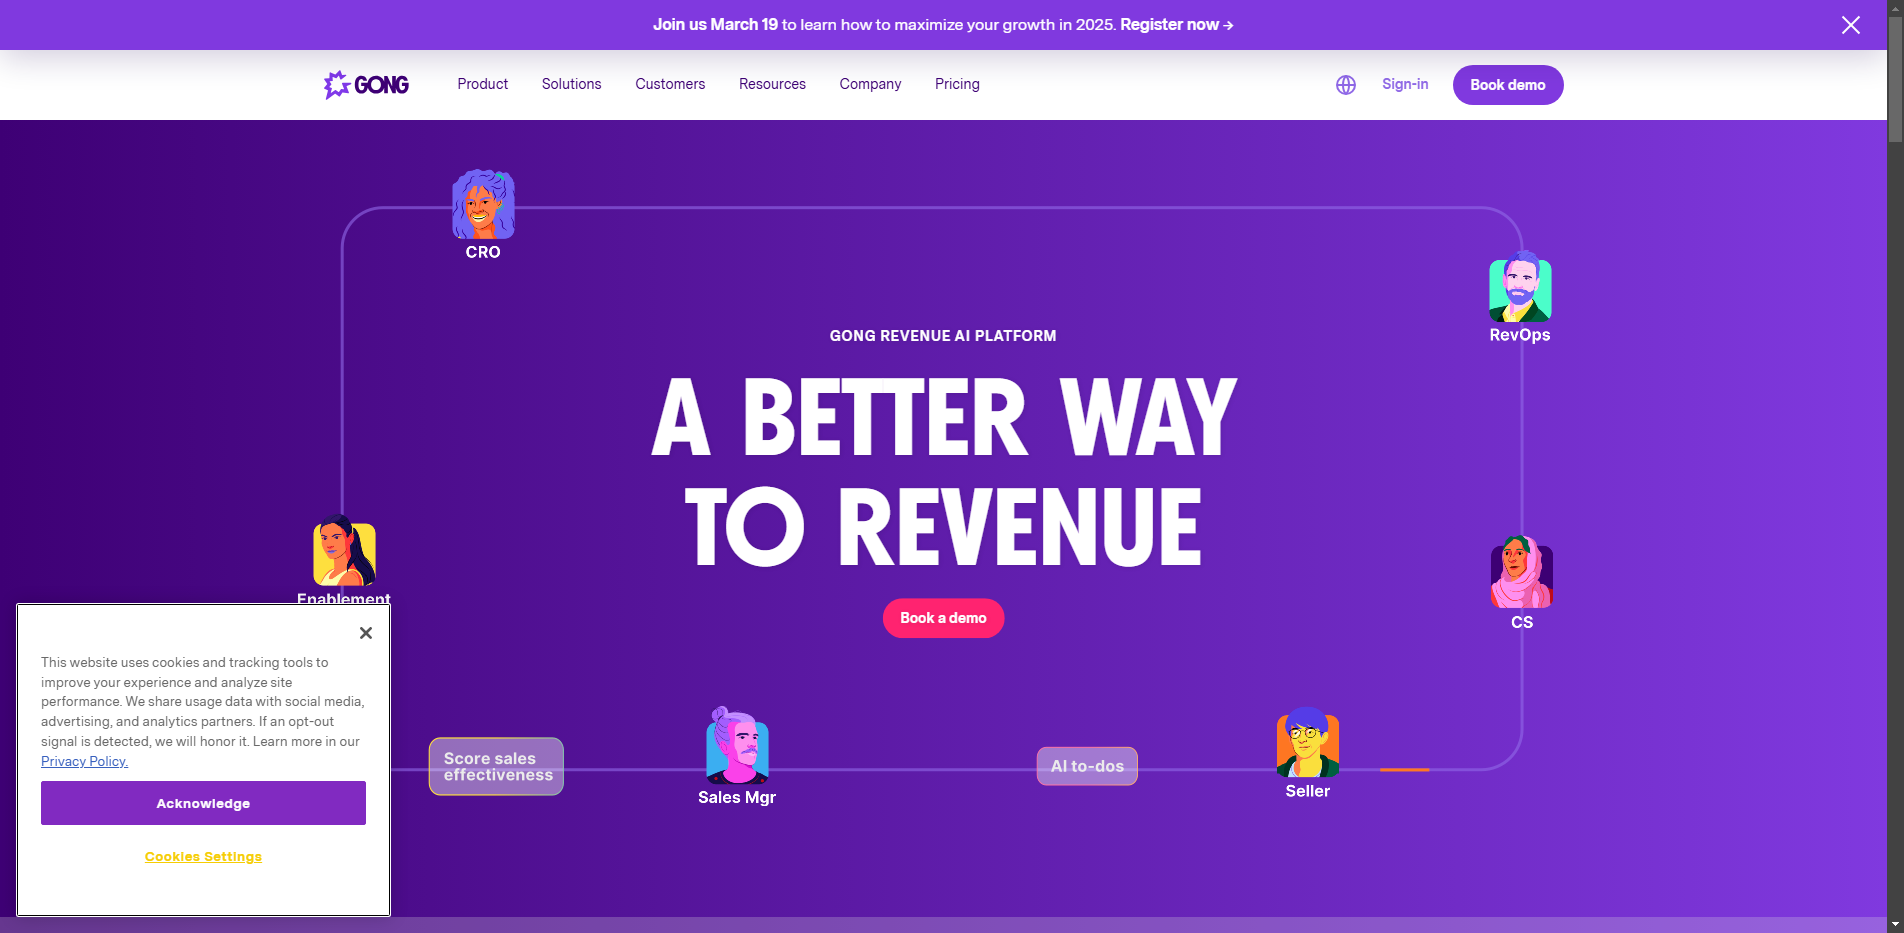 Join us March 19 to learn how to maximize your growth in 2025. Register now →
GONG
Product
Solutions
Customers
Resources
Company
Pricing
Sign-in
Book demo
CRO
RevOps
GONG REVENUE AI PLATFORM
A BETTER WAY
TO REVENUE
Enablement
Book a demo
CS
This website uses cookies and tracking tools to
improve your experience and analyze site
performance. We share usage data with social media,
advertising, and analytics partners. If an opt-out
signal is detected, we will honor it. Learn more in our
Privacy Policy.
Acknowledge
Cookies Settings
Score sales
effectiveness
Sales Mgr
AI to-dos
Seller